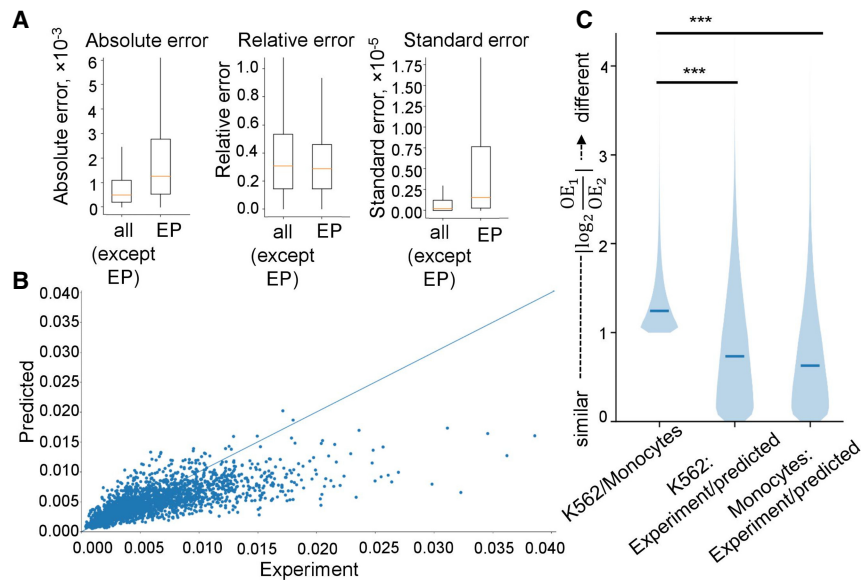 A
Absolute error
Relative error
Standard error
Absolute error, ×10-3
6
5
4
3
2
1
0
all
(except
EP)
EP
Relative error
1.0
0.8
0.6
0.4
0.2
0.0
all
(except
EP)
EP
Standard error, ×10-5
1.75
1.50
1.25
1.00
0.75
0.50
0.25
0.00
all
(except
EP)
EP
B
Predicted
0.040
0.035
0.030
0.025
0.020
0.015
0.010
0.005
0.000
0.000 0.005 0.010 0.015 0.020 0.025 0.030 0.035 0.040
Experiment
C
***
***
similar ---------------|log2 OE1/OE2| ---► different
4
3
2
1
0
K562/Monocytes
K562:
Experiment/predicted
Monocytes:
Experiment/predicted